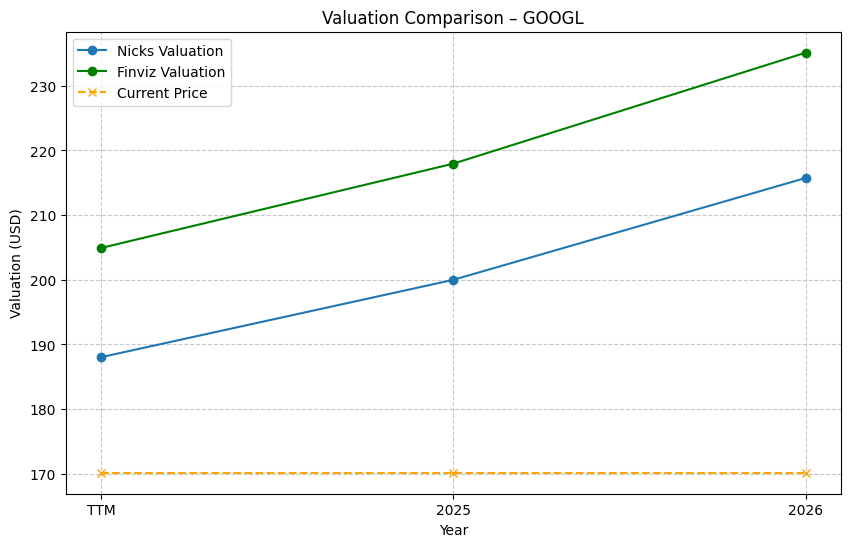 Valuation Comparison – GOOGL
Nicks Valuation
Finviz Valuation
Current Price
Valuation (USD)
230
220
210
200
190
180
170
TTM
2025
2026
Year